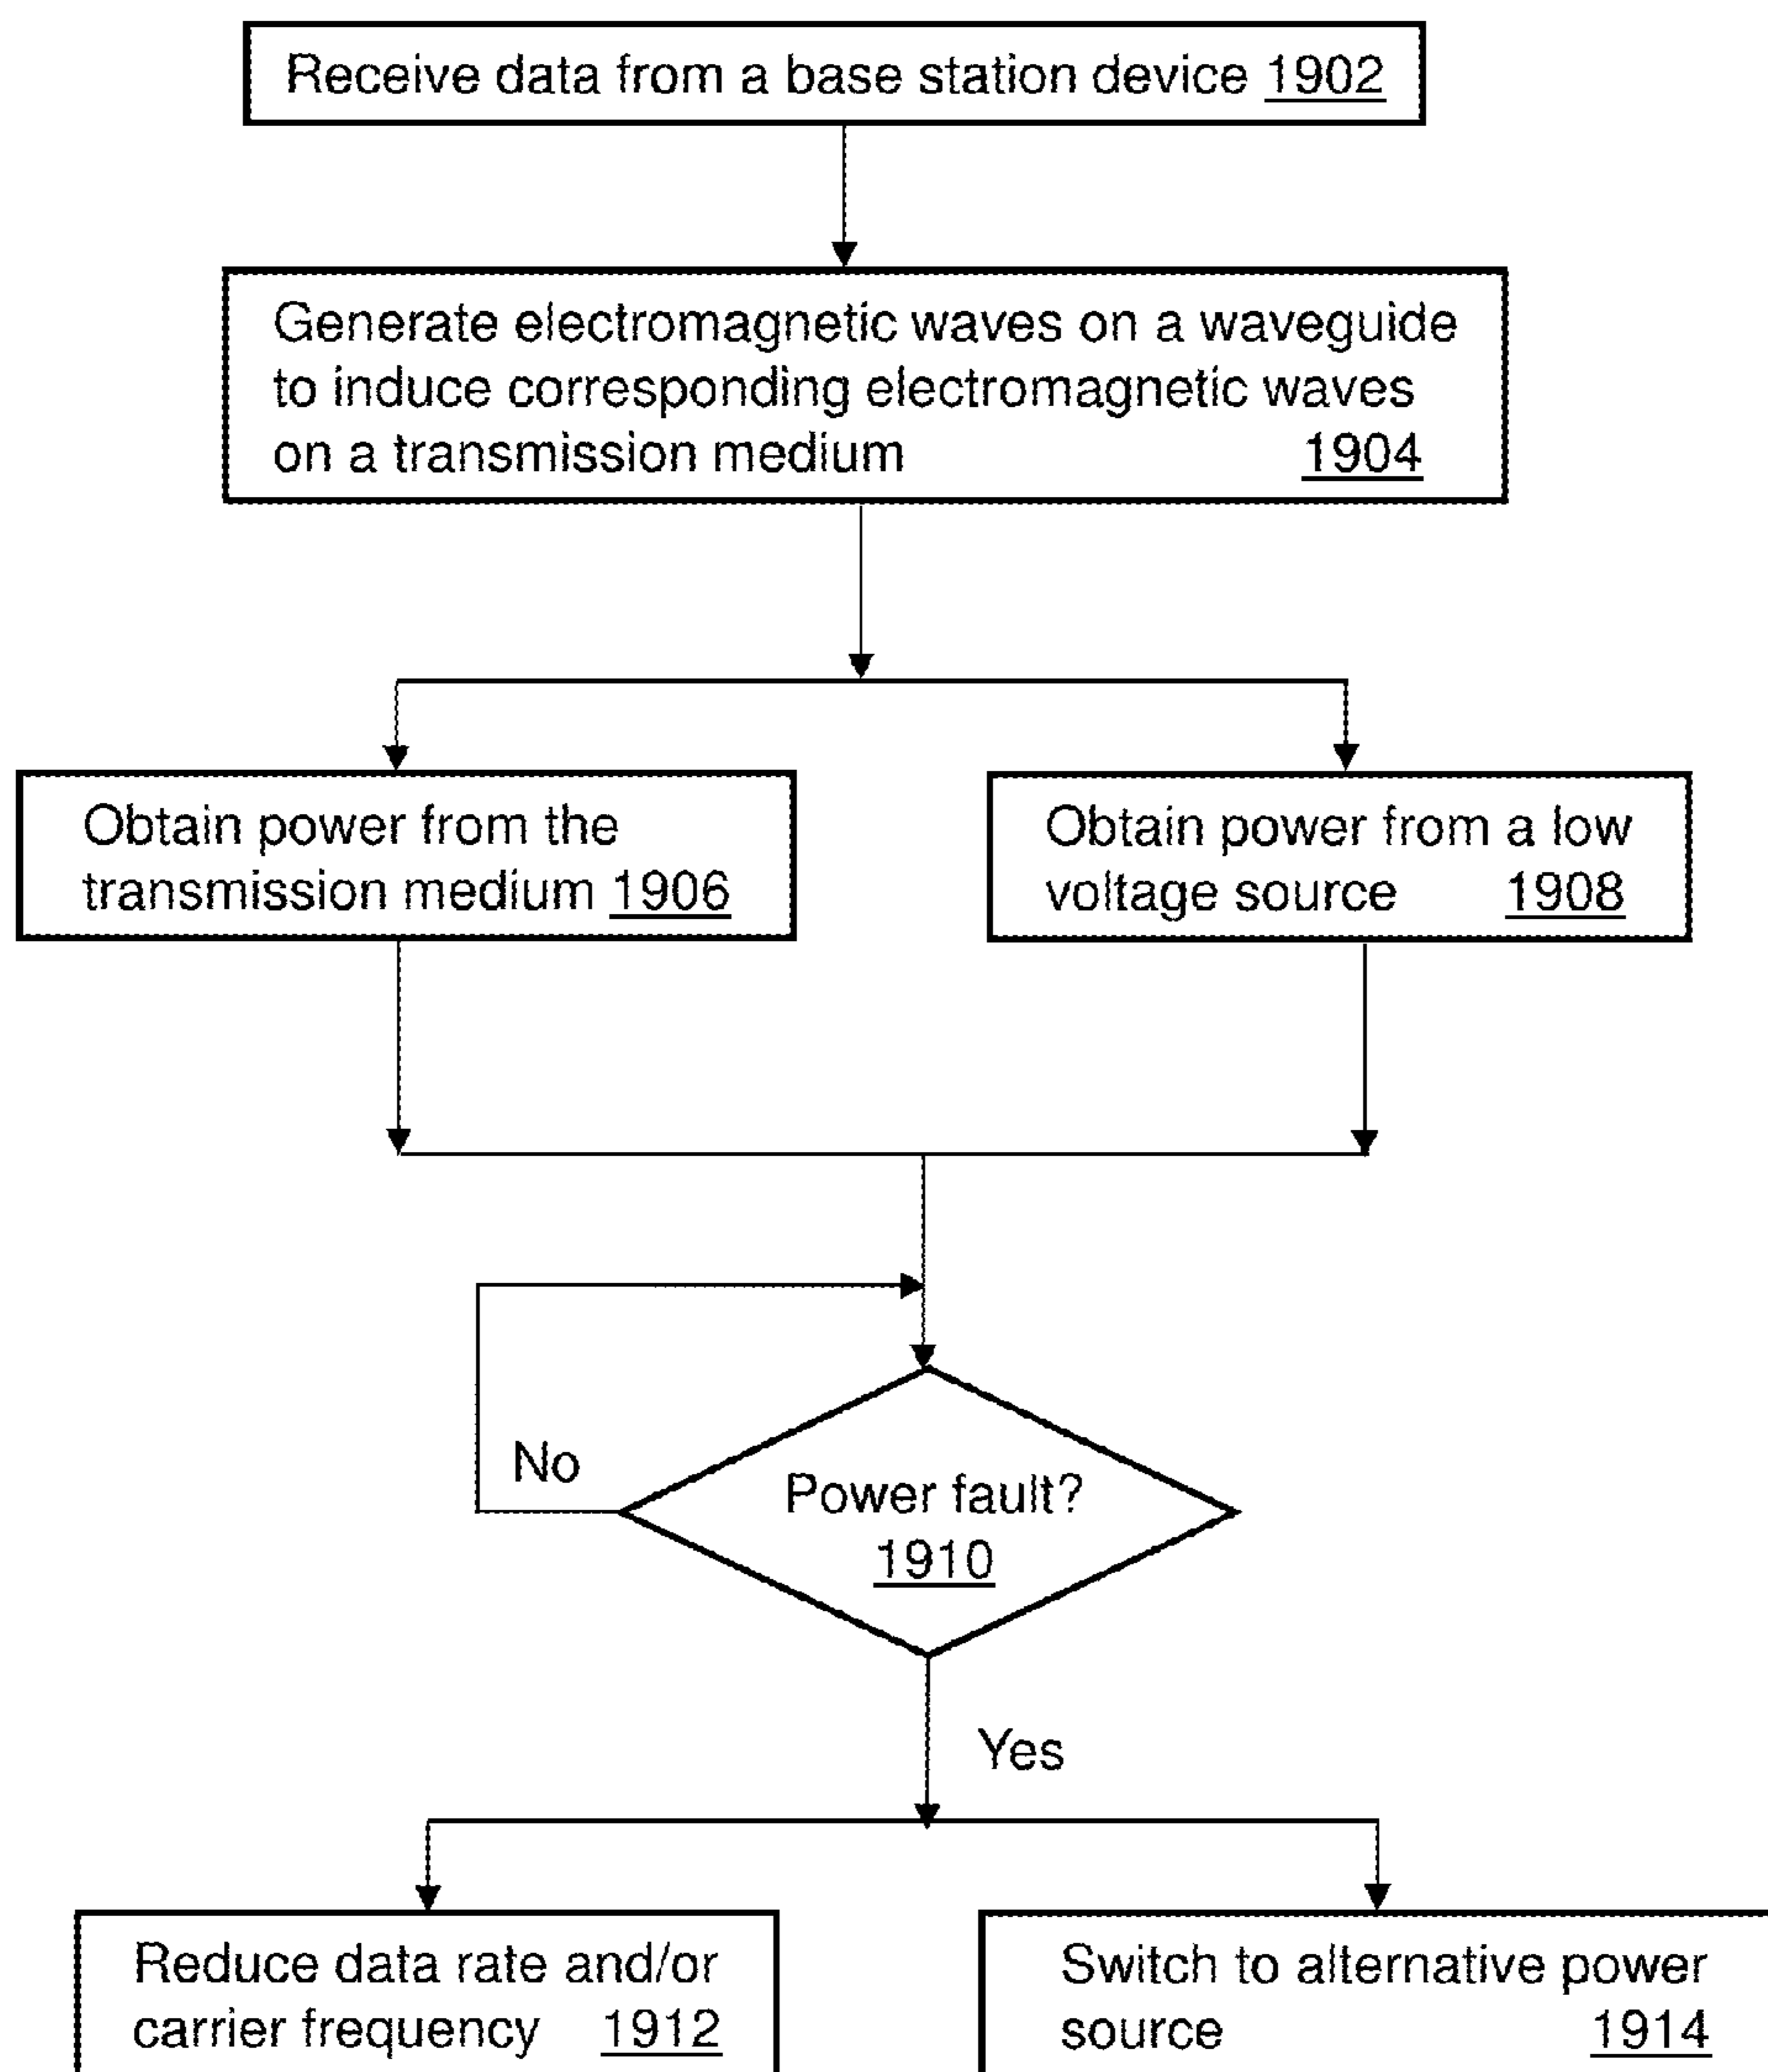 Receive data from a base station device 1902
Generate electromagnetic waves on a waveguide
to induce corresponding electromagnetic waves
on a transmission medium 1904
Obtain power from the
transmission medium 1906
Obtain power from a low
voltage source 1908
No
Power fault?
1910
Yes
Reduce data rate and/or
carrier frequency 1912
Switch to alternative power
source 1914